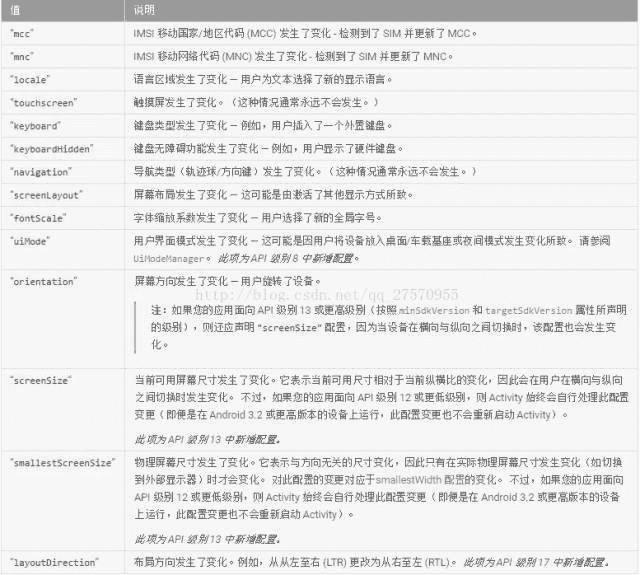 值 说明
"mcc" IMSI 移动国家/地区代码 (MCC) 发生了变化 - 检测到了 SIM 并更新了 MCC。
"mnc" IMSI 移动网络代码 (MNC) 发生了变化 - 检测到了 SIM 并更新了 MNC。
"locale" 语言区域发生了变化 — 用户为文本选择了新的显示语言。
"touchscreen" 触摸屏发生了变化。（这种情况通常永远不会发生。）
"keyboard" 键盘类型发生了变化 — 例如，用户插入了一个外置键盘。
"keyboardHidden" 键盘无障碍功能发生了变化 — 例如，用户显示了硬件键盘。
"navigation" 导航类型（轨迹球/方向键）发生了变化。（这种情况通常永远不会发生。）
"screenLayout" 屏幕布局发生了变化 — 这可能是由激活了其他显示方式所致。
"fontScale" 字体缩放系数发生了变化 — 用户选择了新的全局字号。
"uiMode" 用户界面模式发生了变化 — 这可能是因用户将设备放入桌面/车载基座或夜间模式发生变化所致。 请参阅
UiModeManager。 此项为 API 级别 8 中新增配置。
"orientation" 屏幕方向发生了变化 — 用户旋转了设备。
http://blog.csdn.net/qq_27570955
注：如果您的应用面向 API 级别 13 或更高级别（按照 minSdkVersion 和 targetSdkVersion 属性所声明
的级别），则还应声明 "screenSize" 配置，因为当设备在横向与纵向之间切换时，该配置也会发生变
化。
"screenSize" 当前可用屏幕尺寸发生了变化。它表示当前可用尺寸相对于当前纵横比的变化，因此会在用户在横向与纵向
之间切换时发生变化。 不过，如果您的应用面向 API 级别 12 或更低级别，则 Activity 始终会自行处理此配置
变更（即便是在 Android 3.2 或更高版本的设备上运行，此配置变更也不会重新启动 Activity）。
此项为 API 级别 13 中新增配置。
"smallestScreenSize" 物理屏幕尺寸发生了变化。它表示与方向无关的尺寸变化，因此只有在实际物理屏幕尺寸发生变化（如切换
到外部显示器）时才会变化。 对此配置的变更对应于smallestWidth 配置的变化。 不过，如果您的应用面向
API 级别 12 或更低级别，则 Activity 始终会自行处理此配置变更（即便是在 Android 3.2 或更高版本的设备
上运行，此配置变更也不会重新启动 Activity）。
此项为 API 级别 13 中新增配置。
"layoutDirection" 布局方向发生了变化。例如，从从左至右 (LTR) 更改为从右至左 (RTL)。 此项为 API 级别 17 中新增配置。